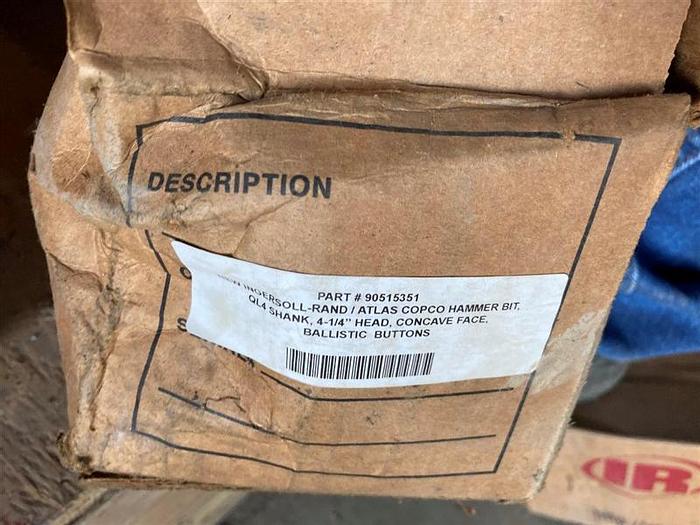 DESCRIPTION
PART # 90515351
NEW INGERSOLL-RAND / ATLAS COPCO HAMMER BIT,
QL4 SHANK, 4-1/4" HEAD, CONCAVE FACE,
BALLISTIC BUTTONS
IR